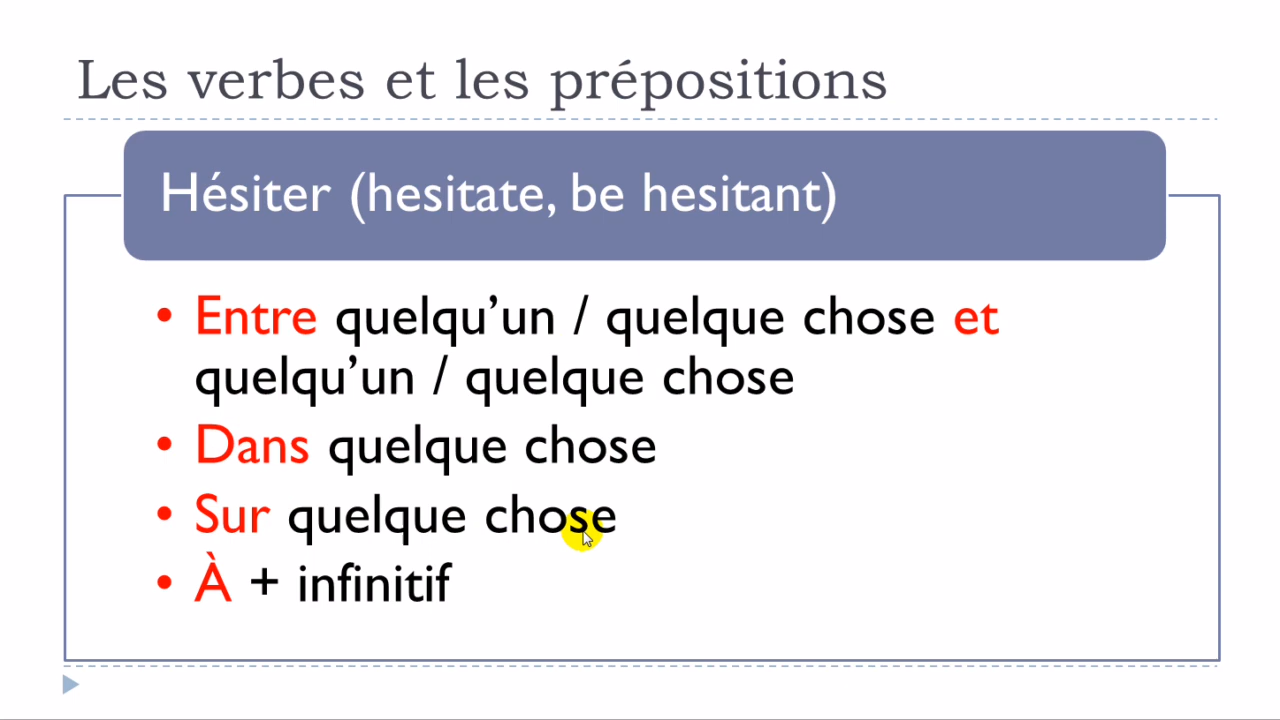 Les verbes et les prépositions
Hésiter (hesitate, be hesitant)
• Entre quelqu’un / quelque chose et
quelqu’un / quelque chose
• Dans quelque chose
• Sur quelque chose
• À + infinitif